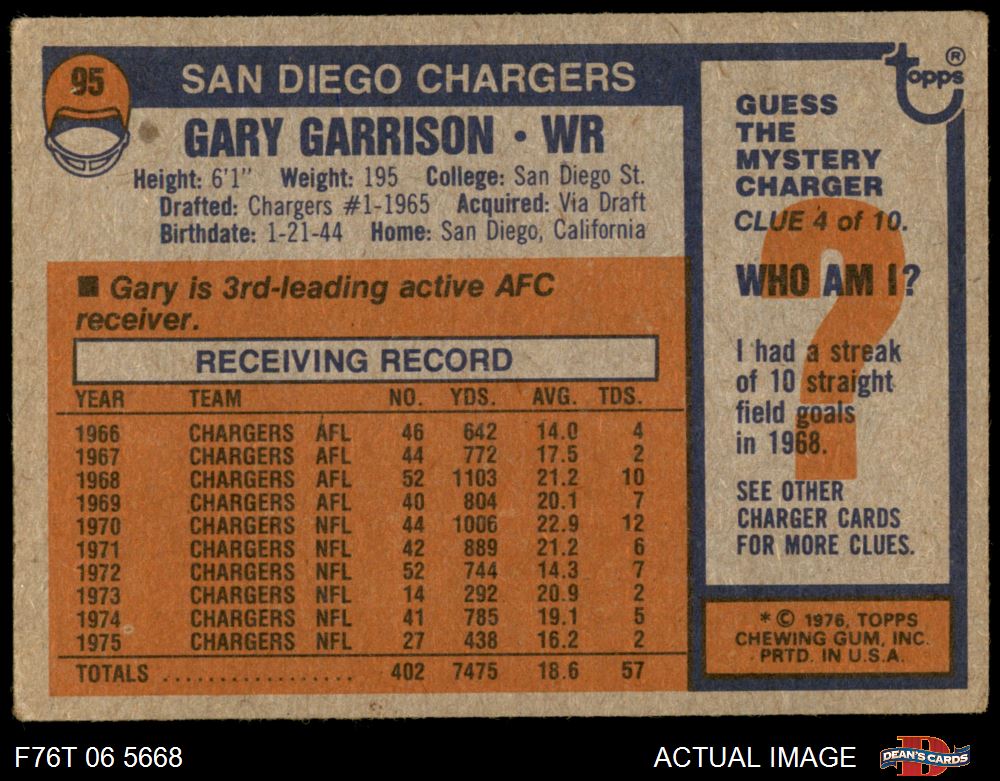 95
SAN DIEGO CHARGERS
GARY GARRISON • WR
Height: 6'1" Weight: 195 College: San Diego St.
Drafted: Chargers #1-1965 Acquired: Via Draft
Birthdate: 1-21-44 Home: San Diego, California
■ Gary is 3rd-leading active AFC
receiver.
RECEIVING RECORD
YEAR TEAM NO. YDS. AVG. TDS.
1966 CHARGERS AFL 46 642 14.0 4
1967 CHARGERS AFL 44 772 17.5 2
1968 CHARGERS AFL 52 1103 21.2 10
1969 CHARGERS AFL 40 804 20.1 7
1970 CHARGERS NFL 44 1006 22.9 12
1971 CHARGERS NFL 42 889 21.2 6
1972 CHARGERS NFL 52 744 14.3 7
1973 CHARGERS NFL 14 292 20.9 2
1974 CHARGERS NFL 41 785 19.1 5
1975 CHARGERS NFL 27 438 16.2 2
TOTALS .................. 402 7475 18.6 57
topps ®
GUESS
THE
MYSTERY
CHARGER
CLUE 4 of 10.
WHO AM I?
?
I had a streak
of 10 straight
field goals
in 1968.
SEE OTHER
CHARGER CARDS
FOR MORE CLUES.
* © 1976, TOPPS
CHEWING GUM, INC.
PRTD. IN U.S.A.
F76T 06 5668
ACTUAL IMAGE
D
DEAN'S CARDS